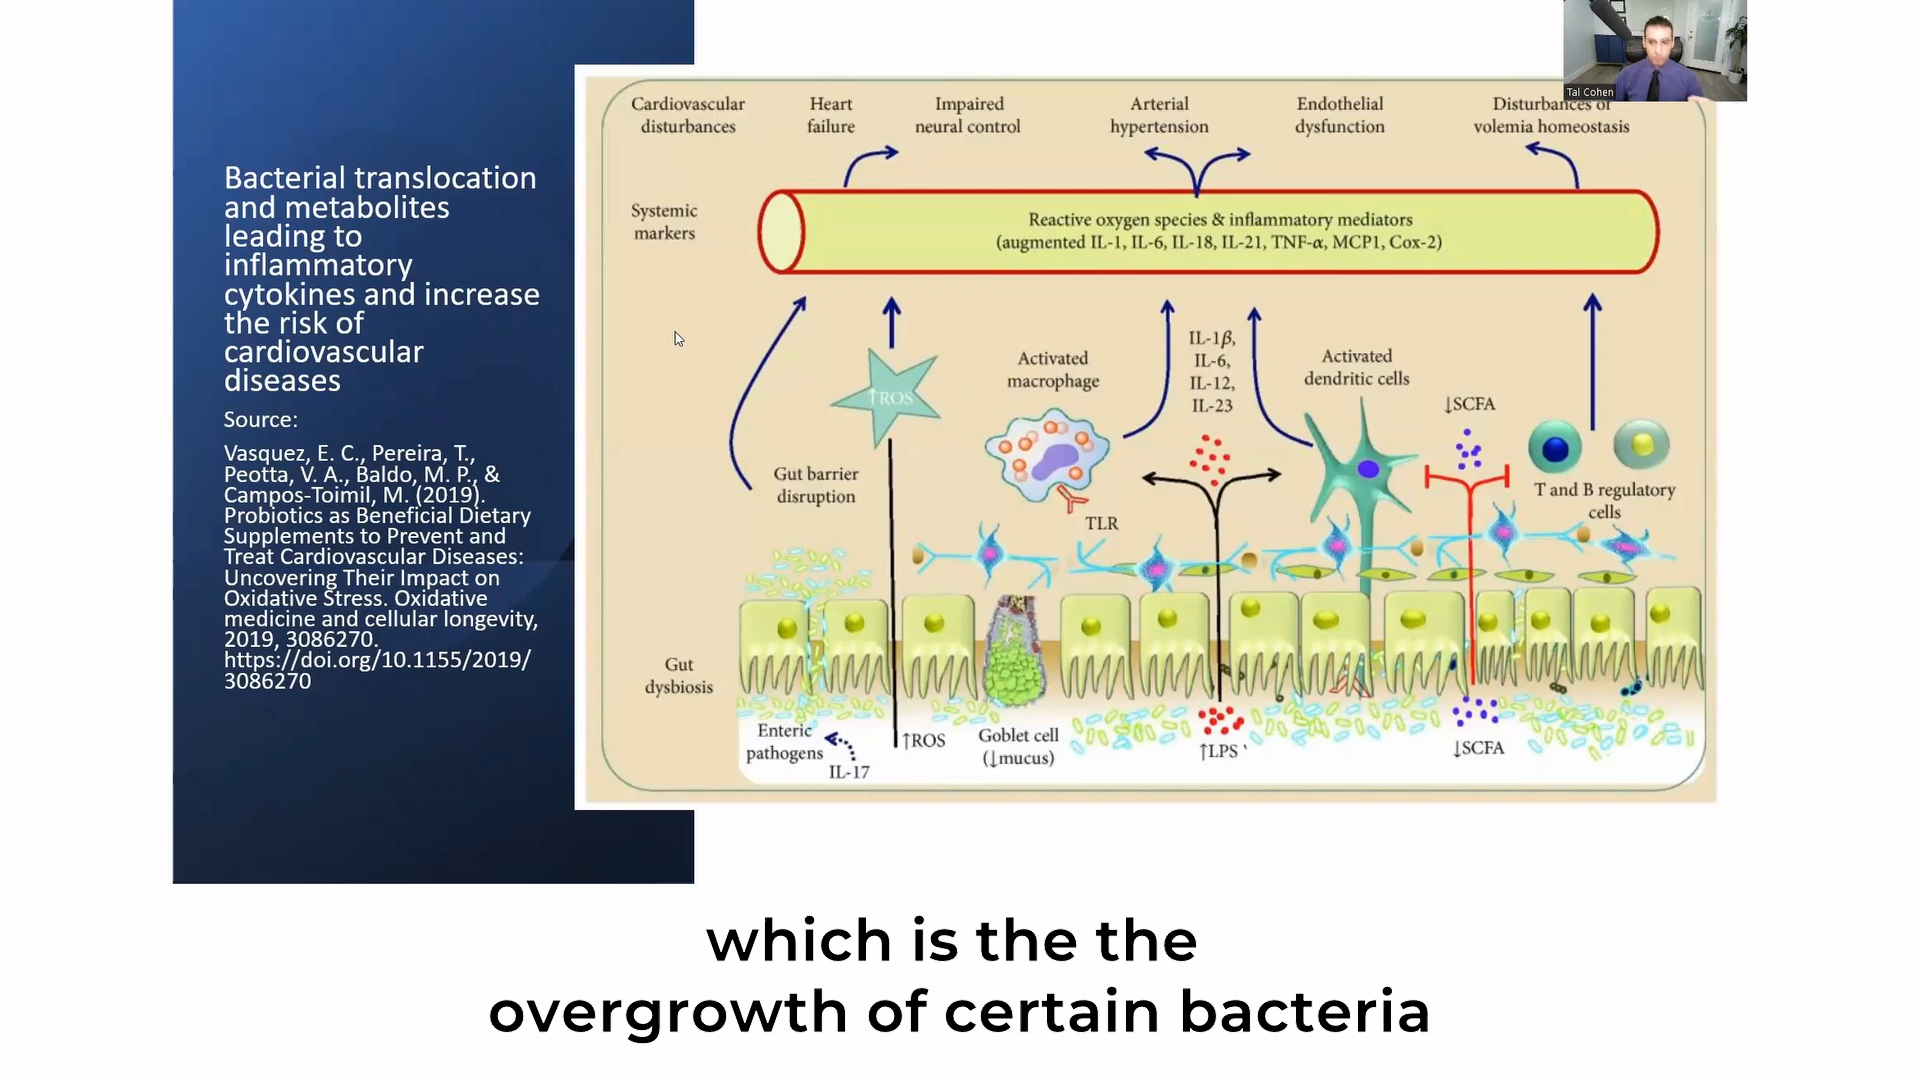 Bacterial translocation
and metabolites
leading to
inflammatory
cytokines and increase
the risk of
cardiovascular
diseases
Source:
Vasquez, E. C., Pereira, T.,
Peotta, V. A., Baldo, M. P., &
Campos-Toimil, M. (2019).
Probiotics as Beneficial Dietary
Supplements to Prevent and
Treat Cardiovascular Diseases:
Uncovering Their Impact on
Oxidative Stress. Oxidative
medicine and cellular longevity,
2019, 3086270.
https://doi.org/10.1155/2019/
3086270
Tal Cohen
Cardiovascular
disturbances
Heart
failure
Impaired
neural control
Arterial
hypertension
Endothelial
dysfunction
Disturbances of
volemia homeostasis
Systemic
markers
Reactive oxygen species & inflammatory mediators
(augmented IL-1, IL-6, IL-18, IL-21, TNF-α, MCP1, Cox-2)
↑ROS
Activated
macrophage
IL-1β,
IL-6,
IL-12,
IL-23
Activated
dendritic cells
↓SCFA
Gut barrier
disruption
TLR
T and B regulatory
cells
Gut
dysbiosis
Enteric
pathogens
IL-17
↑ROS
Goblet cell
(↓mucus)
↑LPS
↓SCFA
which is the the
overgrowth of certain bacteria